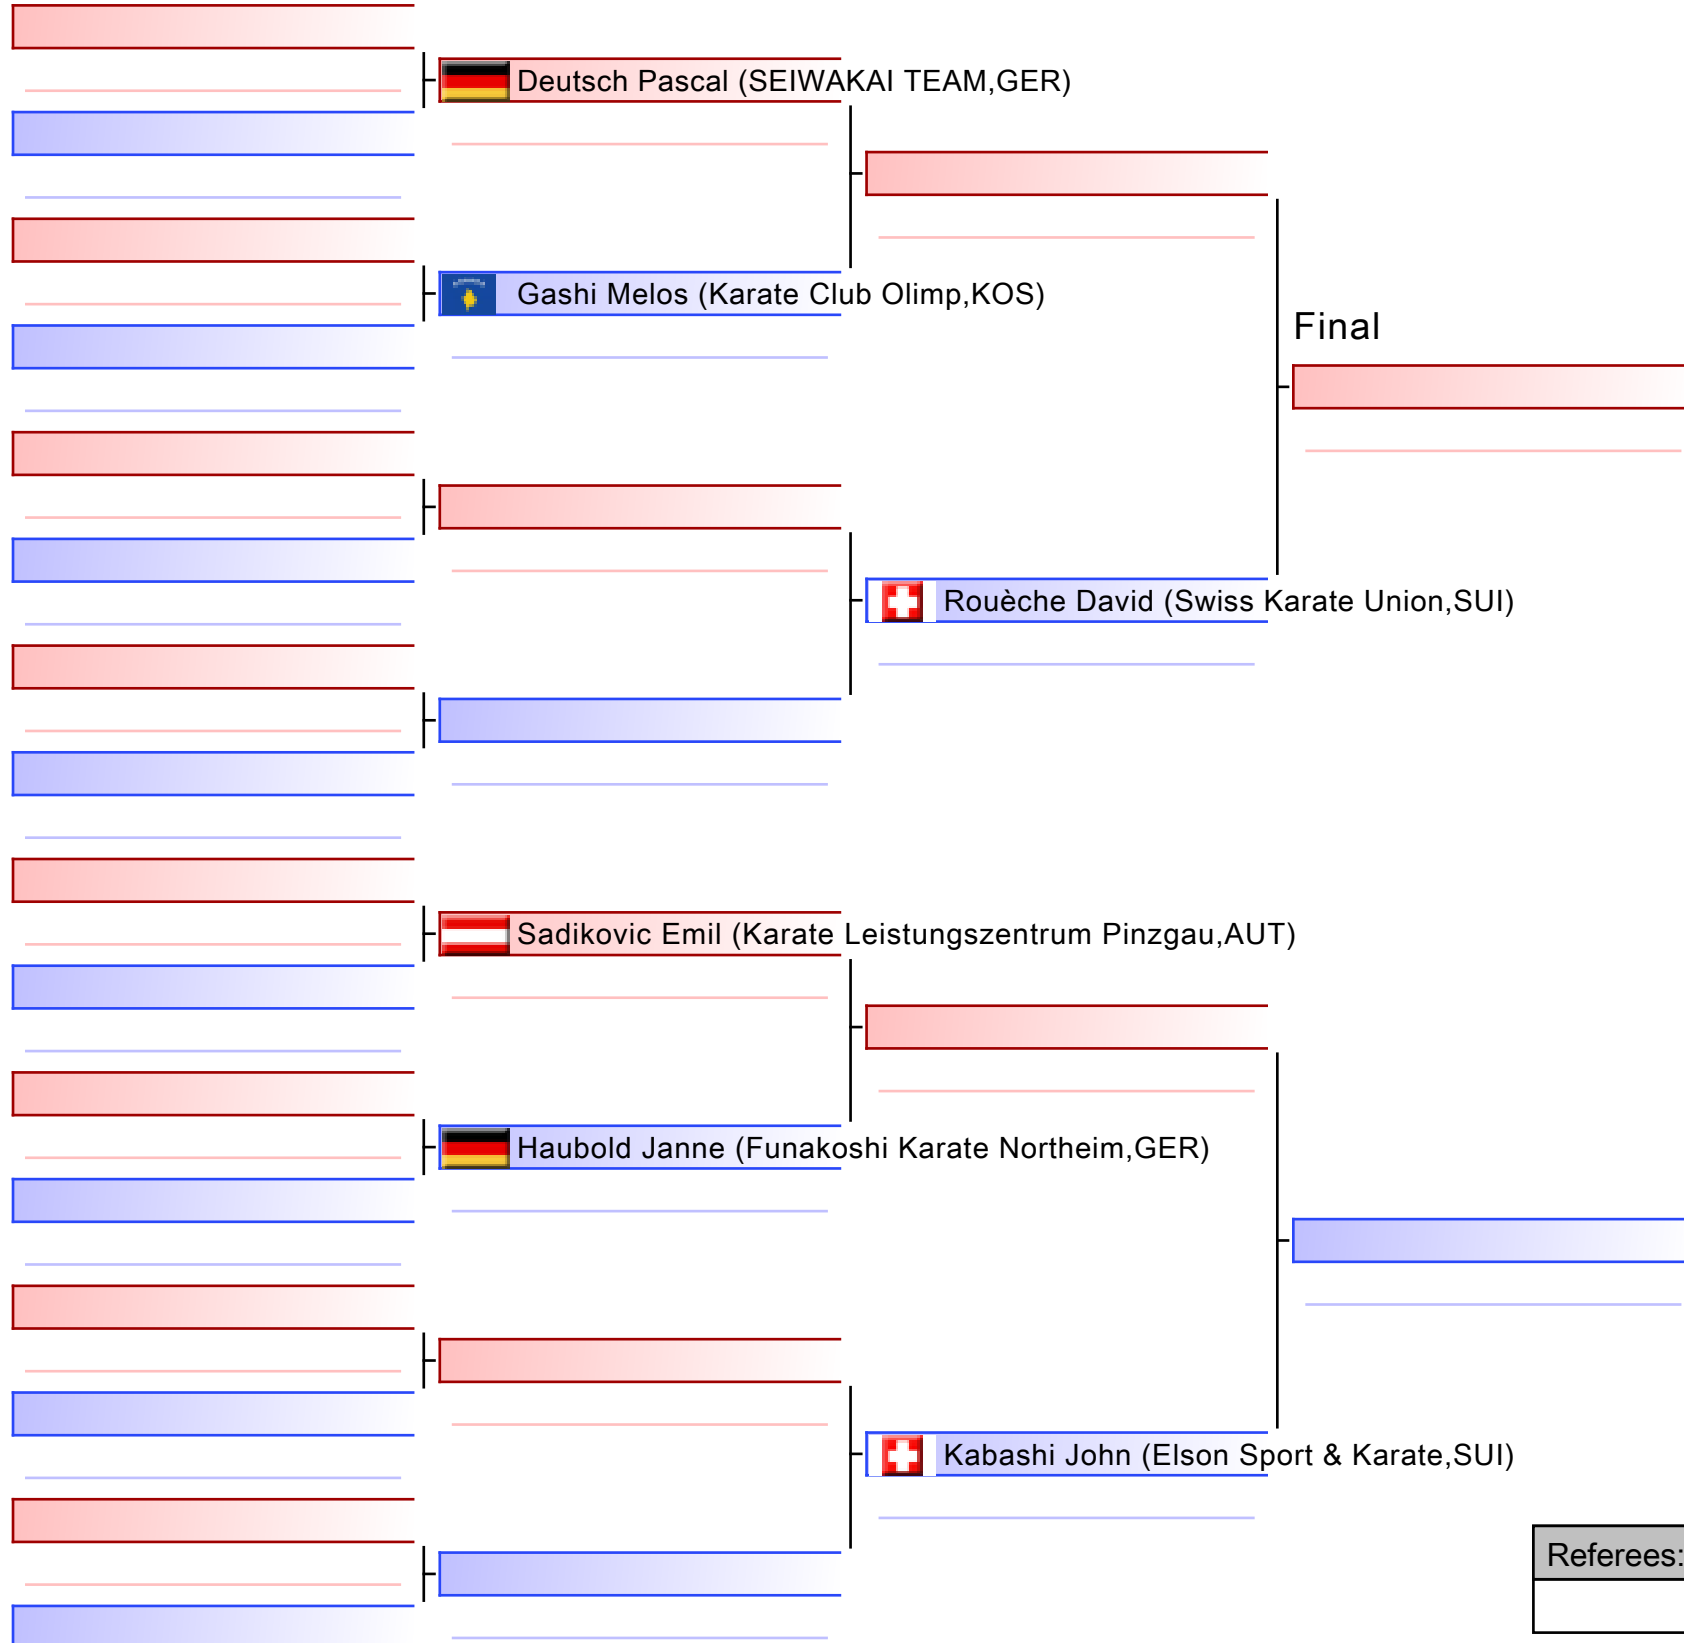 Deutsch Pascal (SEIWAKAI TEAM,GER)
Gashi Melos (Karate Club Olimp,KOS)
Final
Rouèche David (Swiss Karate Union,SUI)
Sadikovic Emil (Karate Leistungszentrum Pinzgau,AUT)
Haubold Janne (Funakoshi Karate Northeim,GER)
Kabashi John (Elson Sport & Karate,SUI)
Referees: